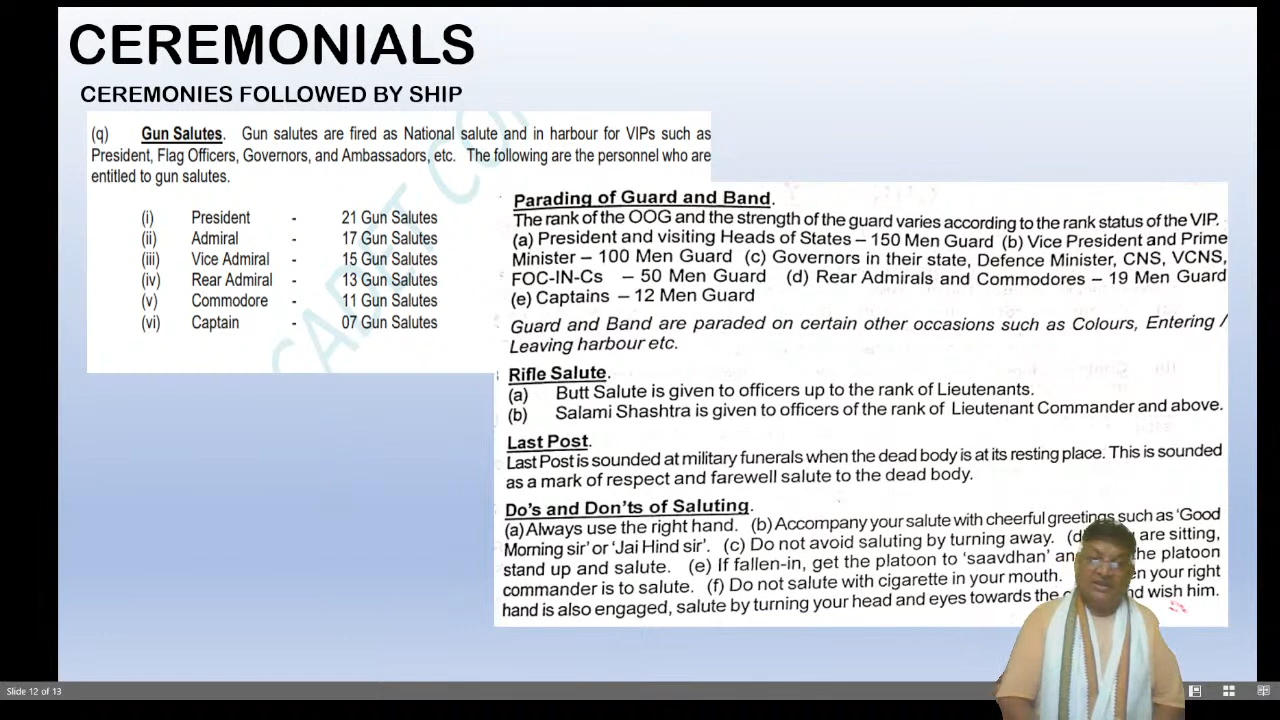 CEREMONIALS
CEREMONIES FOLLOWED BY SHIP
(q) Gun Salutes. Gun salutes are fired as National salute and in harbour for VIPs such as
President, Flag Officers, Governors, and Ambassadors, etc. The following are the personnel who are
entitled to gun salutes.
(i) President - 21 Gun Salutes
(ii) Admiral - 17 Gun Salutes
(iii) Vice Admiral - 15 Gun Salutes
(iv) Rear Admiral - 13 Gun Salutes
(v) Commodore - 11 Gun Salutes
(vi) Captain - 07 Gun Salutes
CADET
Parading of Guard and Band.
The rank of the OOG and the strength of the guard varies according to the rank status of the VIP.
(a) President and visiting Heads of States – 150 Men Guard (b) Vice President and Prime
Minister – 100 Men Guard (c) Governors in their state, Defence Minister, CNS, VCNS,
FOC-IN-Cs – 50 Men Guard (d) Rear Admirals and Commodores – 19 Men Guard
(e) Captains – 12 Men Guard
Guard and Band are paraded on certain other occasions such as Colours, Entering /
Leaving harbour etc.
Rifle Salute.
(a) Butt Salute is given to officers up to the rank of Lieutenants.
(b) Salami Shashtra is given to officers of the rank of Lieutenant Commander and above.
Last Post.
Last Post is sounded at military funerals when the dead body is at its resting place. This is sounded
as a mark of respect and farewell salute to the dead body.
Do's and Don'ts of Saluting.
(a) Always use the right hand. (b) Accompany your salute with cheerful greetings such as 'Good
Morning sir' or 'Jai Hind sir'. (c) Do not avoid saluting by turning away. (d) are sitting,
stand up and salute. (e) If fallen-in, get the platoon to 'saavdhan' the platoon
commander is to salute. (f) Do not salute with cigarette in your mouth. your right
hand is also engaged, salute by turning your head and eyes towards the wish him.
Slide 12 of 13